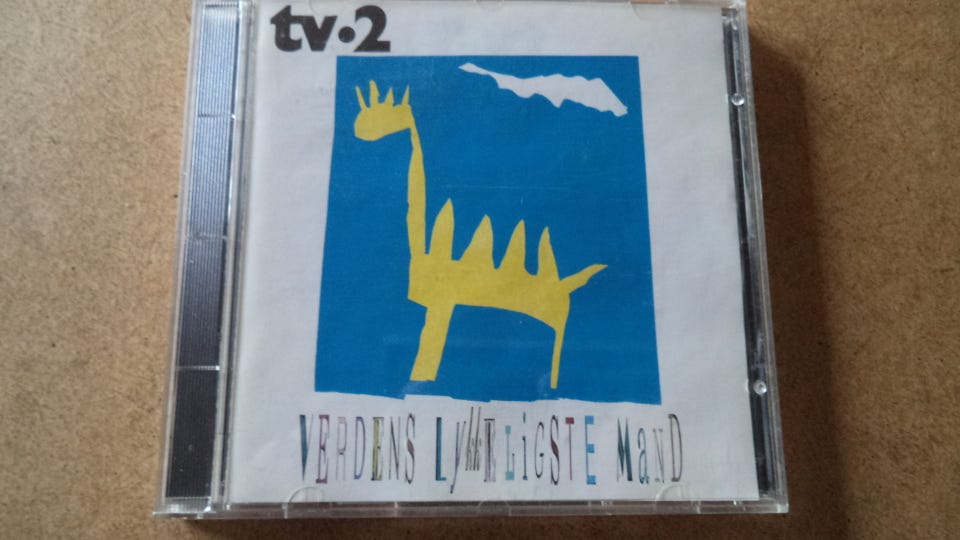 tv·2
VERDENS LykkELiGSTE MaND